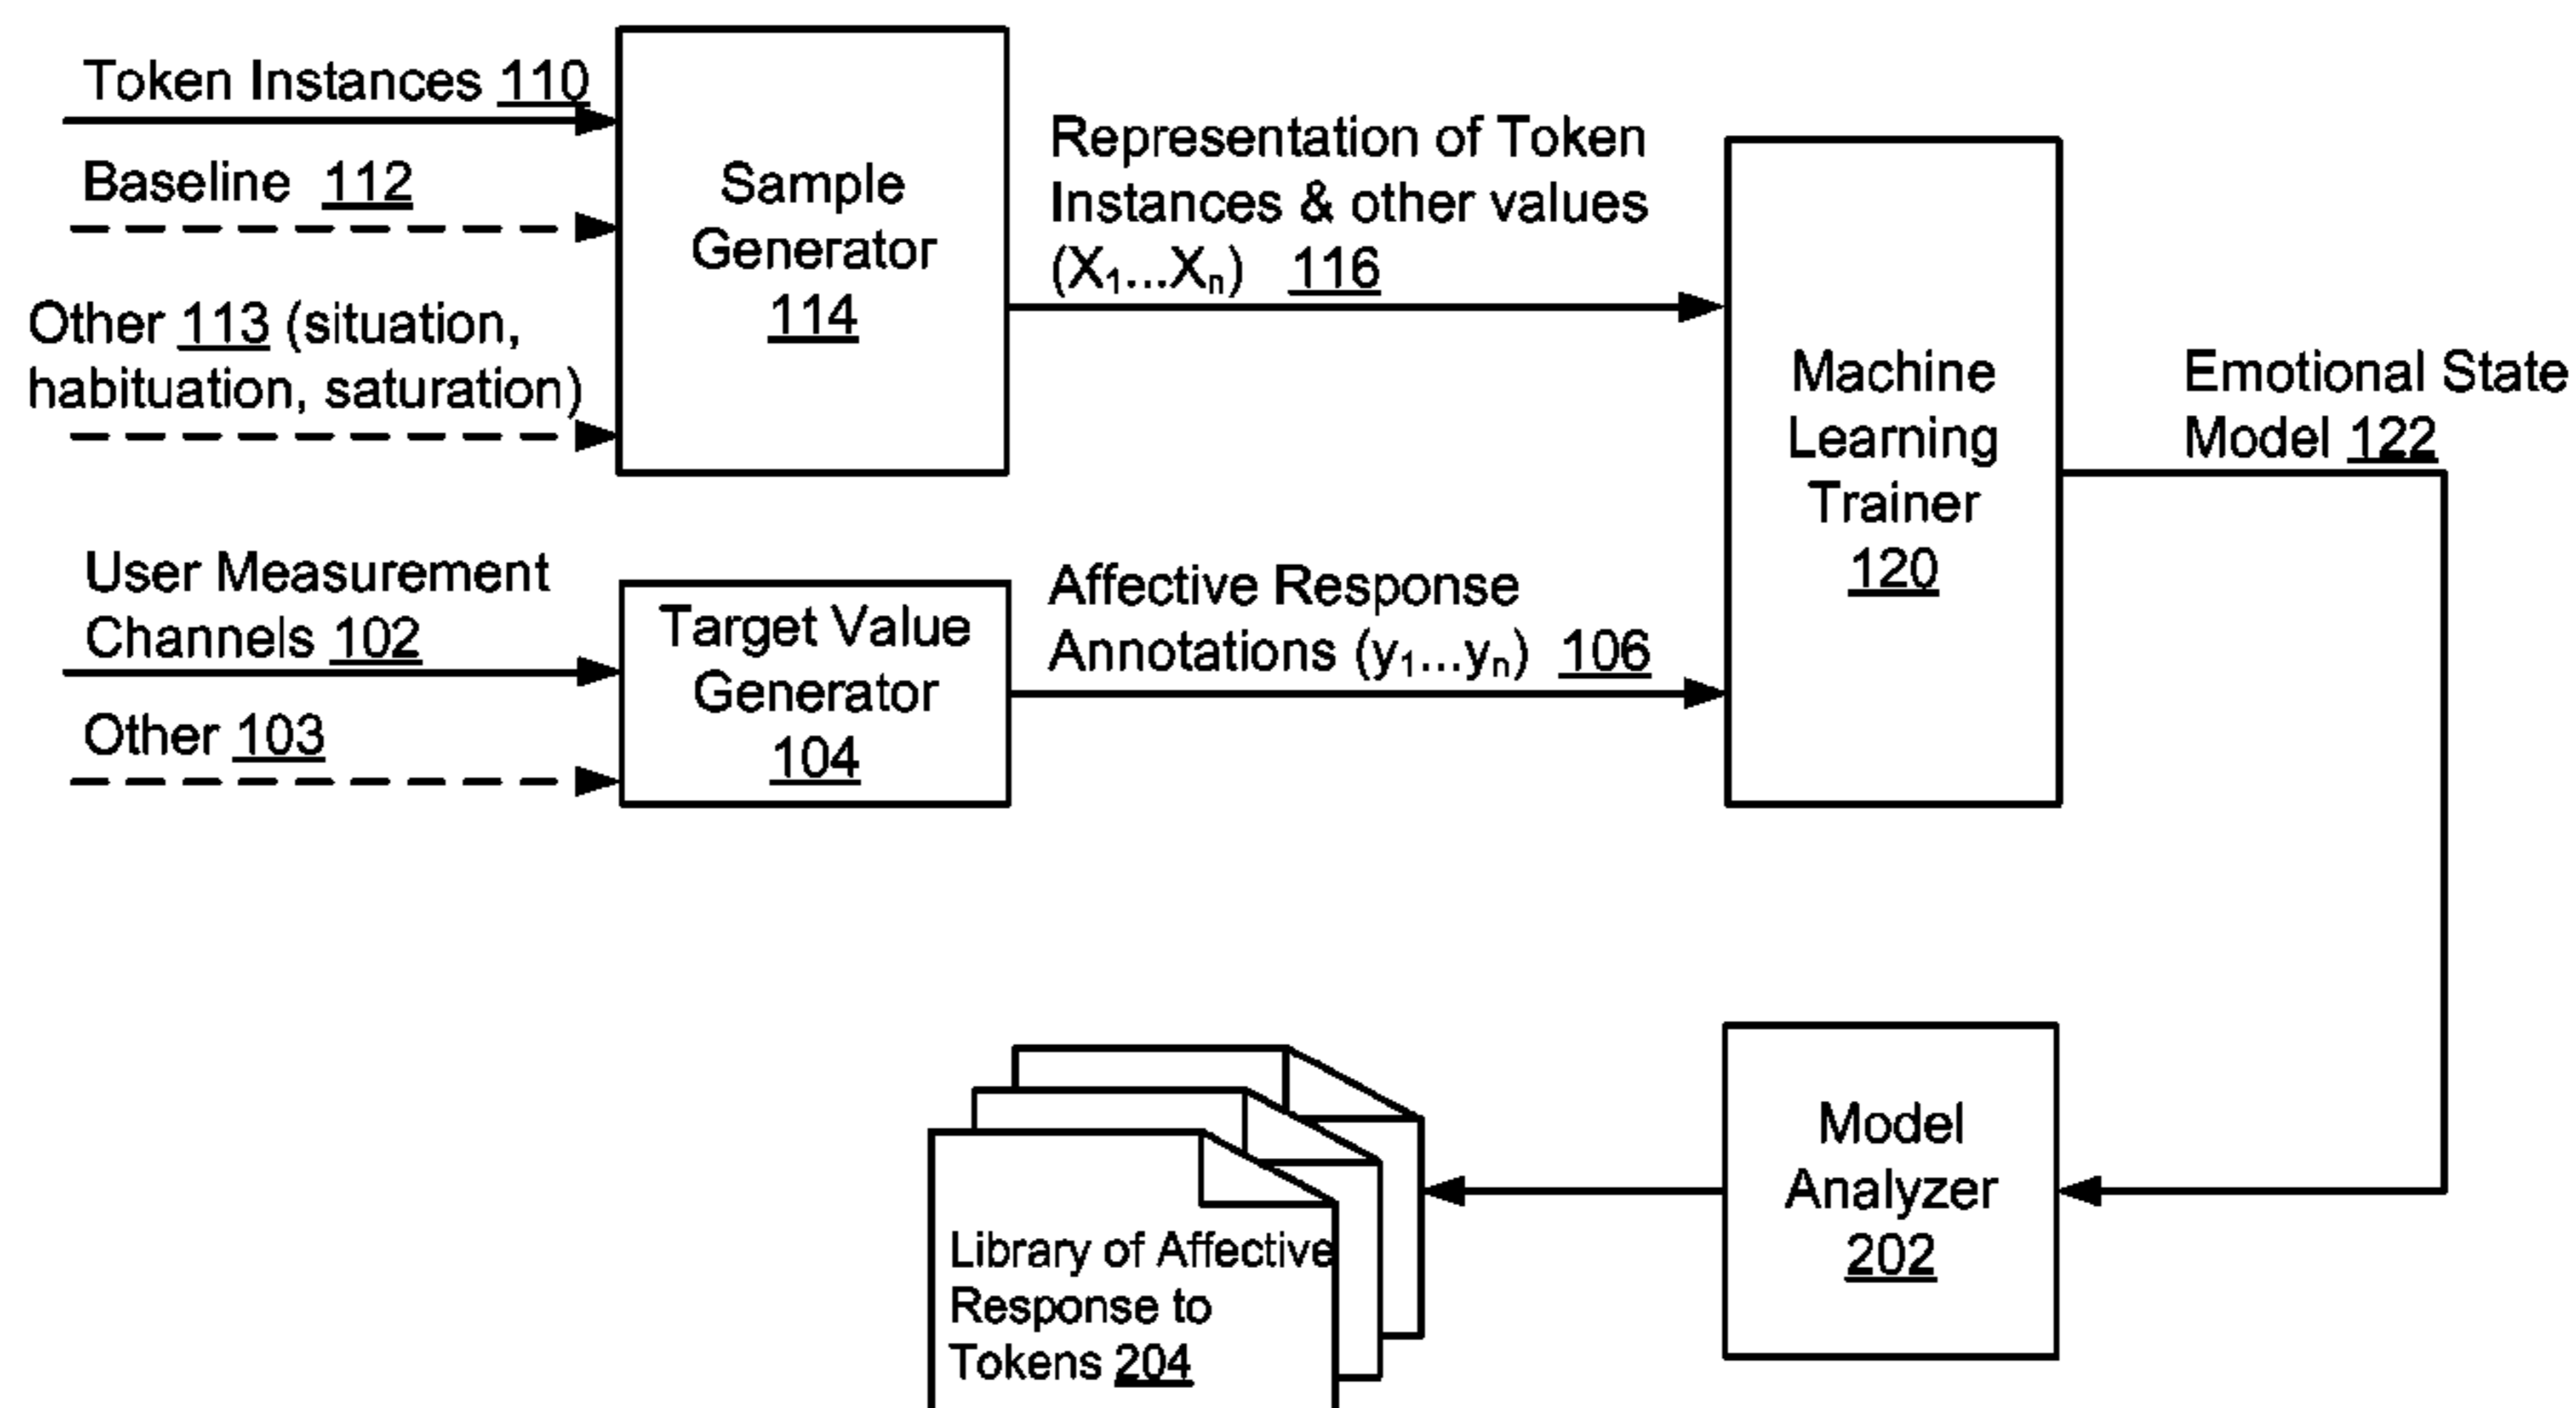 Token Instances 110
Baseline 112
Other 113 (situation,
habituation, saturation)
Sample
Generator
114
Representation of Token
Instances & other values
(X₁...Xₙ) 116
User Measurement
Channels 102
Other 103
Target Value
Generator
104
Affective Response
Annotations (y₁...yₙ) 106
Machine
Learning
Trainer
120
Emotional State
Model 122
Model
Analyzer
202
Library of Affective
Response to
Tokens 204